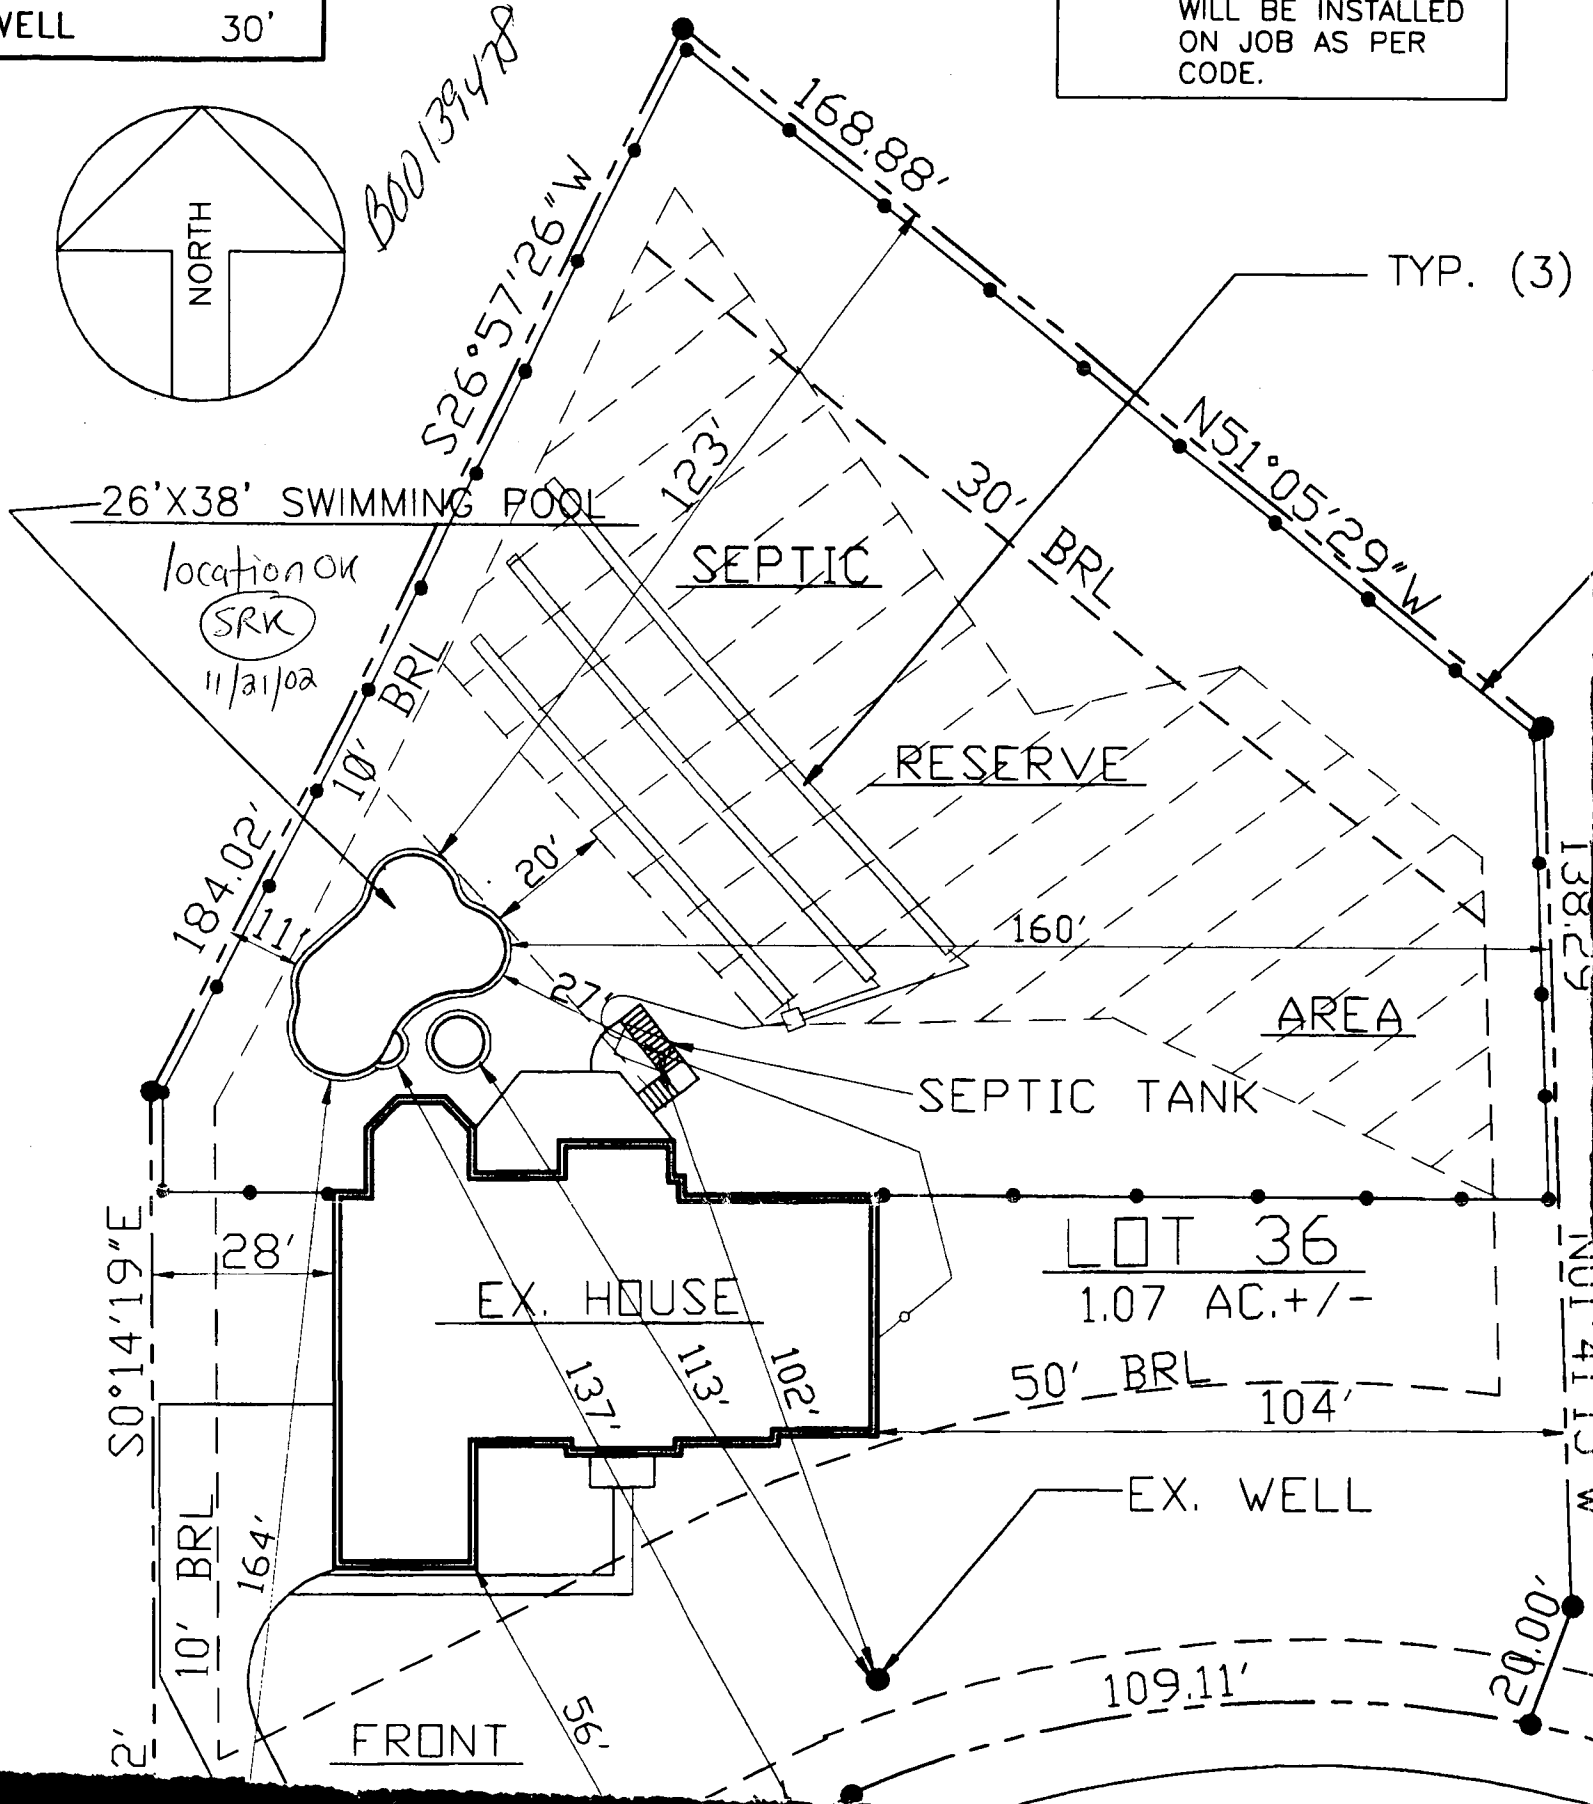 WELL 30'
WILL BE INSTALLED
ON JOB AS PER
CODE.
B00139478
NORTH
168.88'
S26°57'26"W
TYP. (3)
N51°05'29"W
123'
30' BRL
26'X38' SWIMMING POOL
location OK
SRK
11/21/02
SEPTIC
10' BRL
RESERVE
184.02'
11'
20'
160'
138.29
27'
AREA
SEPTIC TANK
S0°14'19"E
28'
EX. HOUSE
LOT 36
1.07 AC.+/-
50' BRL
104'
137'
113'
102'
EX. WELL
10' BRL
164'
20.00'
109.11'
56'
FRONT
2'